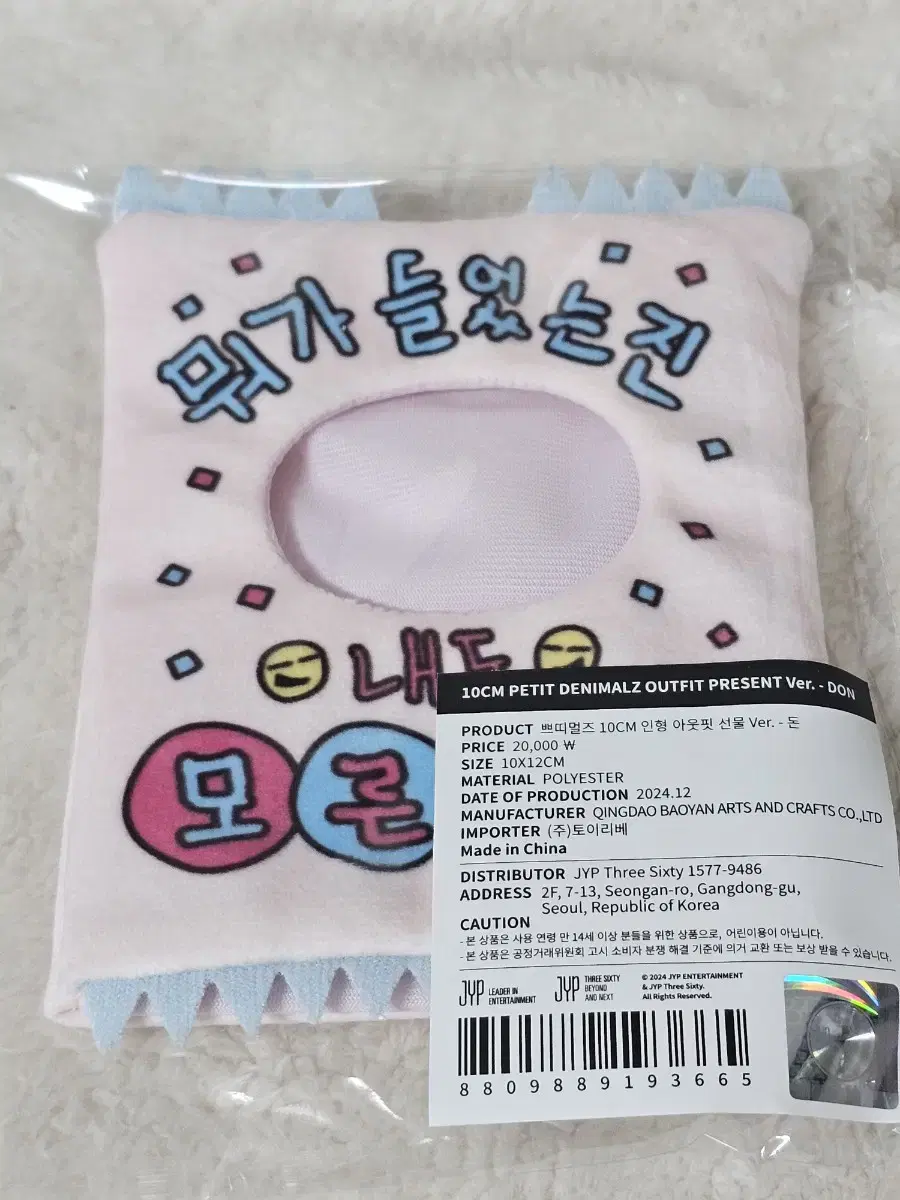 뭐가 들었는진
내도
모른
10CM PETIT DENIMALZ OUTFIT PRESENT Ver. - DON
PRODUCT 쁘띠멀즈 10CM 인형 아웃핏 선물 Ver. - 돈
PRICE 20,000 ₩
SIZE 10X12CM
MATERIAL POLYESTER
DATE OF PRODUCTION 2024.12
MANUFACTURER QINGDAO BAOYAN ARTS AND CRAFTS CO.,LTD
IMPORTER (주)토이리베
Made in China
DISTRIBUTOR JYP Three Sixty 1577-9486
ADDRESS 2F, 7-13, Seongan-ro, Gangdong-gu,
Seoul, Republic of Korea
CAUTION
- 본 상품은 사용 연령 만 14세 이상 분들을 위한 상품으로, 어린이용이 아닙니다.
- 본 상품은 공정거래위원회 고시 소비자 분쟁 해결 기준에 의거 교환 또는 보상 받을 수 있습니다.
JYP LEADER IN
ENTERTAINMENT
JYP THREE SIXTY
BEYOND
AND NEXT
© 2024 JYP ENTERTAINMENT
& JYP Three Sixty.
All Rights Reserved.
8809889193665